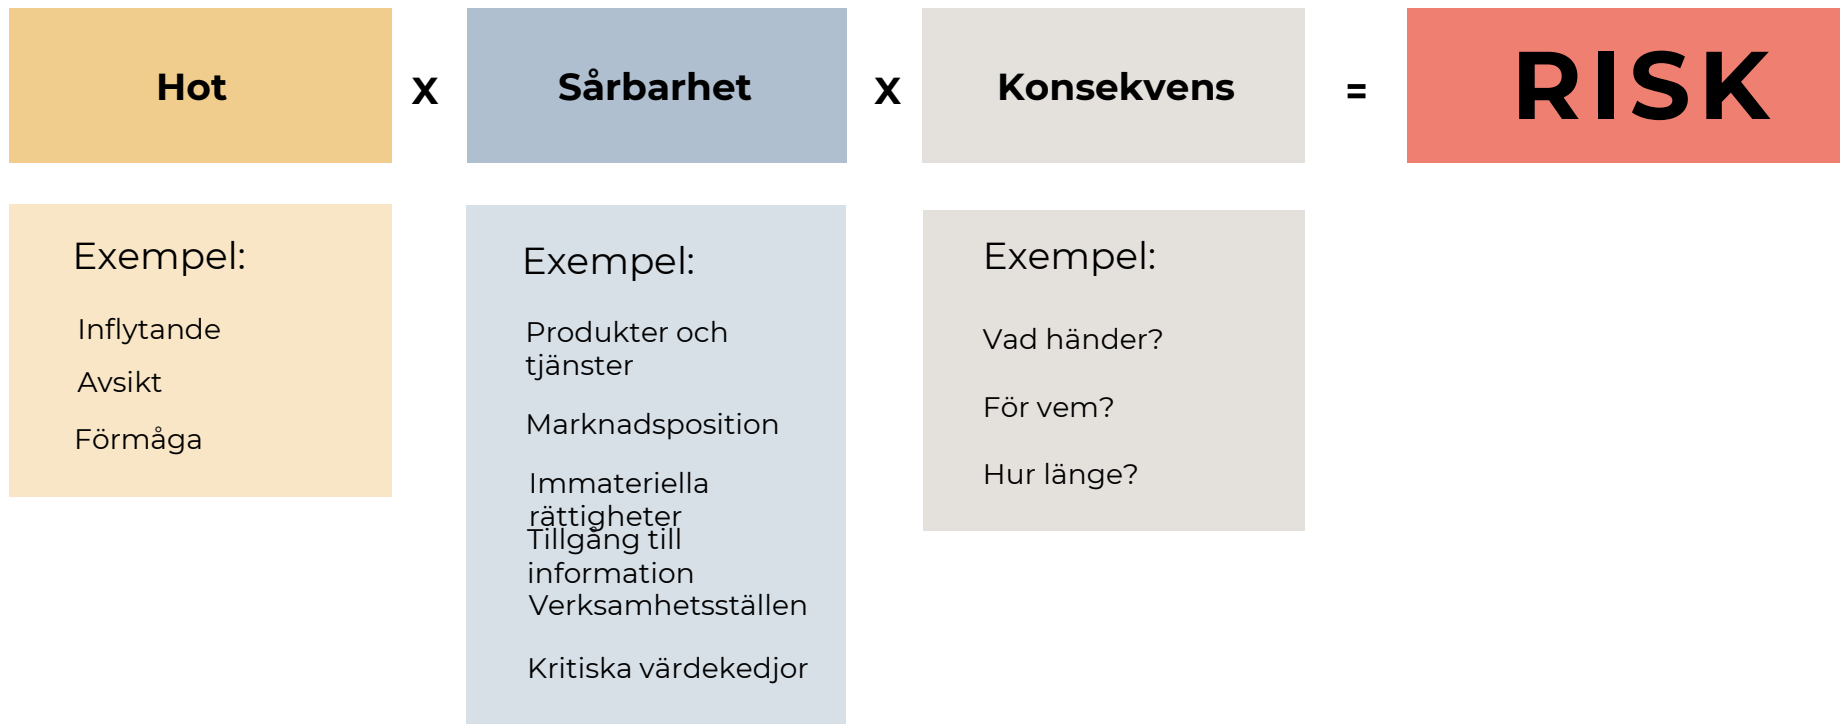 Hot
x
Sårbarhet
x
Konsekvens
=
RISK
Exempel:
Inflytande
Avsikt
Förmåga
Exempel:
Produkter och
tjänster
Marknadsposition
Immateriella
rättigheter
Tillgång till
information
Verksamhetsställen
Kritiska värdekedjor
Exempel:
Vad händer?
För vem?
Hur länge?